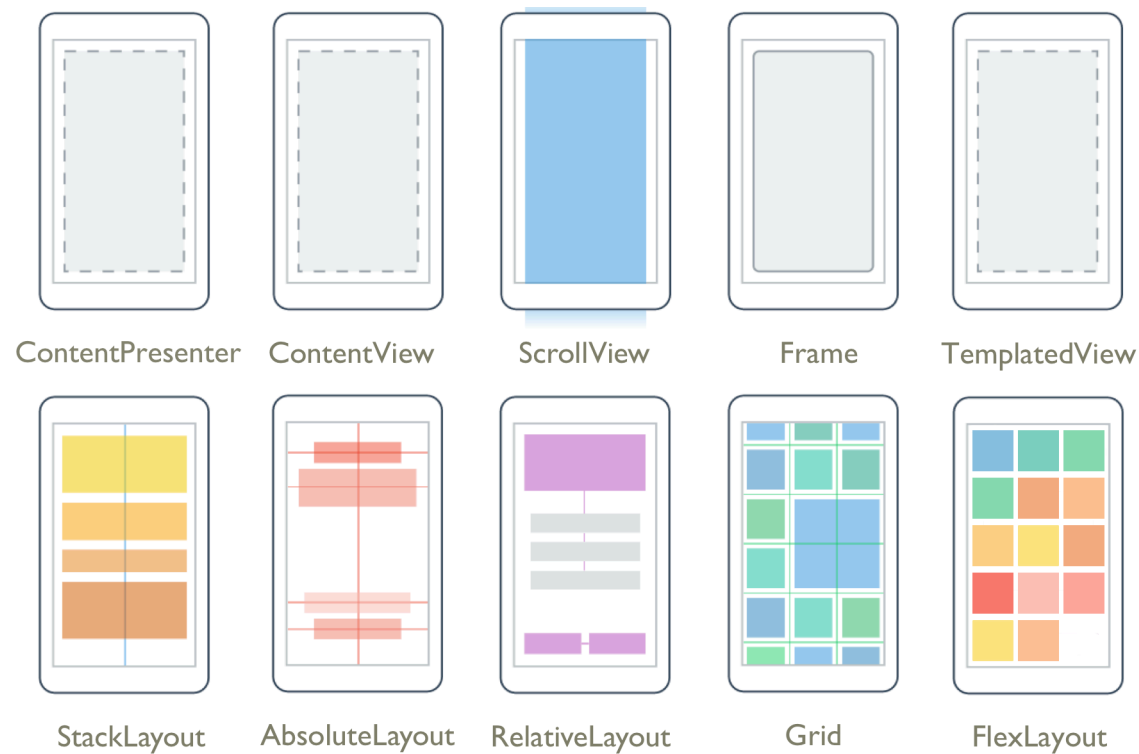 ContentPresenter
ContentView
ScrollView
Frame
TemplatedView
StackLayout
AbsoluteLayout
RelativeLayout
Grid
FlexLayout